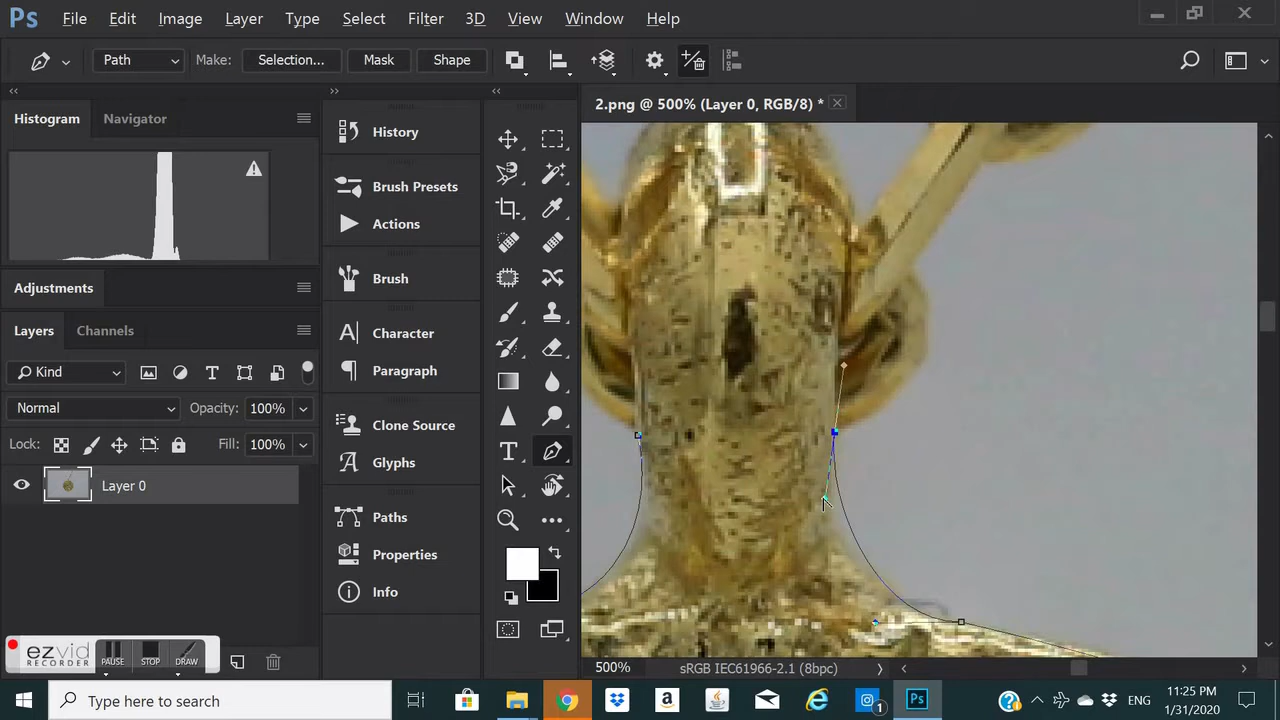 Ps File Edit Image Layer Type Select Filter 3D View Window Help
Path Make: Selection... Mask Shape
Histogram Navigator
2.png @ 500% (Layer 0, RGB/8) *
History
Brush Presets
Actions
Brush
Adjustments
Layers Channels
Character
Paragraph
Kind
Normal Opacity: 100%
Lock: Fill: 100%
Clone Source
Glyphs
Layer 0
Paths
Properties
Info
ezvid
RECORDER
PAUSE STOP DRAW
500% sRGB IEC61966-2.1 (8bpc)
Type here to search
1
Ps
ENG
11:25 PM
1/31/2020